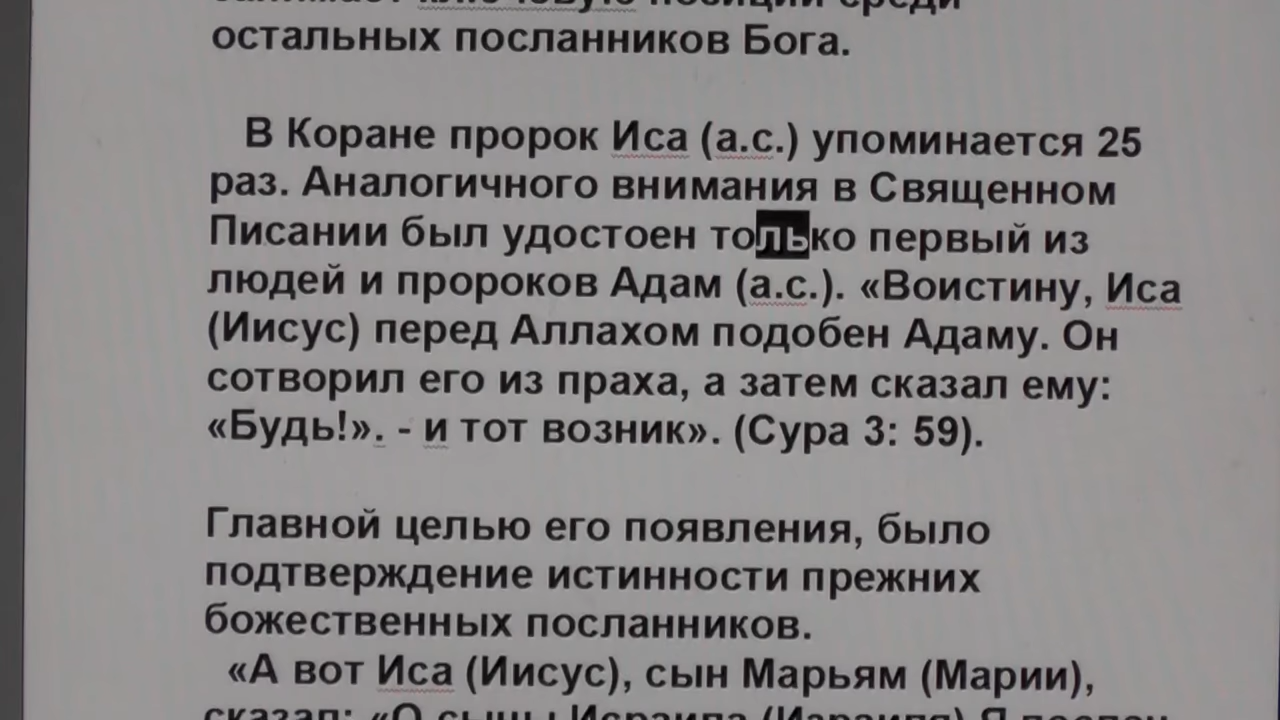 остальных посланников Бога.
В Коране пророк Иса (а.с.) упоминается 25
раз. Аналогичного внимания в Священном
Писании был удостоен только первый из
людей и пророков Адам (а.с.). «Воистину, Иса
(Иисус) перед Аллахом подобен Адаму. Он
сотворил его из праха, а затем сказал ему:
«Будь!». - и тот возник». (Сура 3: 59).
Главной целью его появления, было
подтверждение истинности прежних
божественных посланников.
«А вот Иса (Иисус), сын Марьям (Марии),